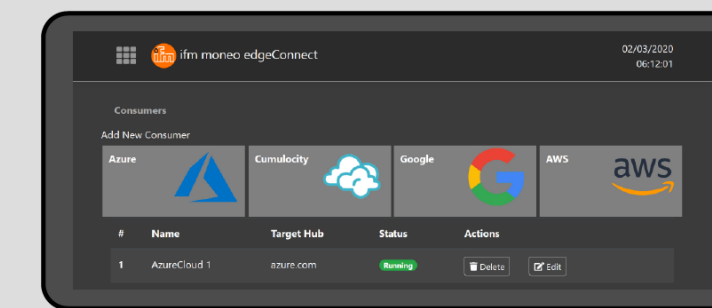 ifm
ifm moneo edgeConnect
02/03/2020
06:12:01
Consumers
Add New Consumer
Azure
Cumulocity
Google
AWS
aws
# Name Target Hub Status Actions
1 AzureCloud 1 azure.com Running Delete Edit